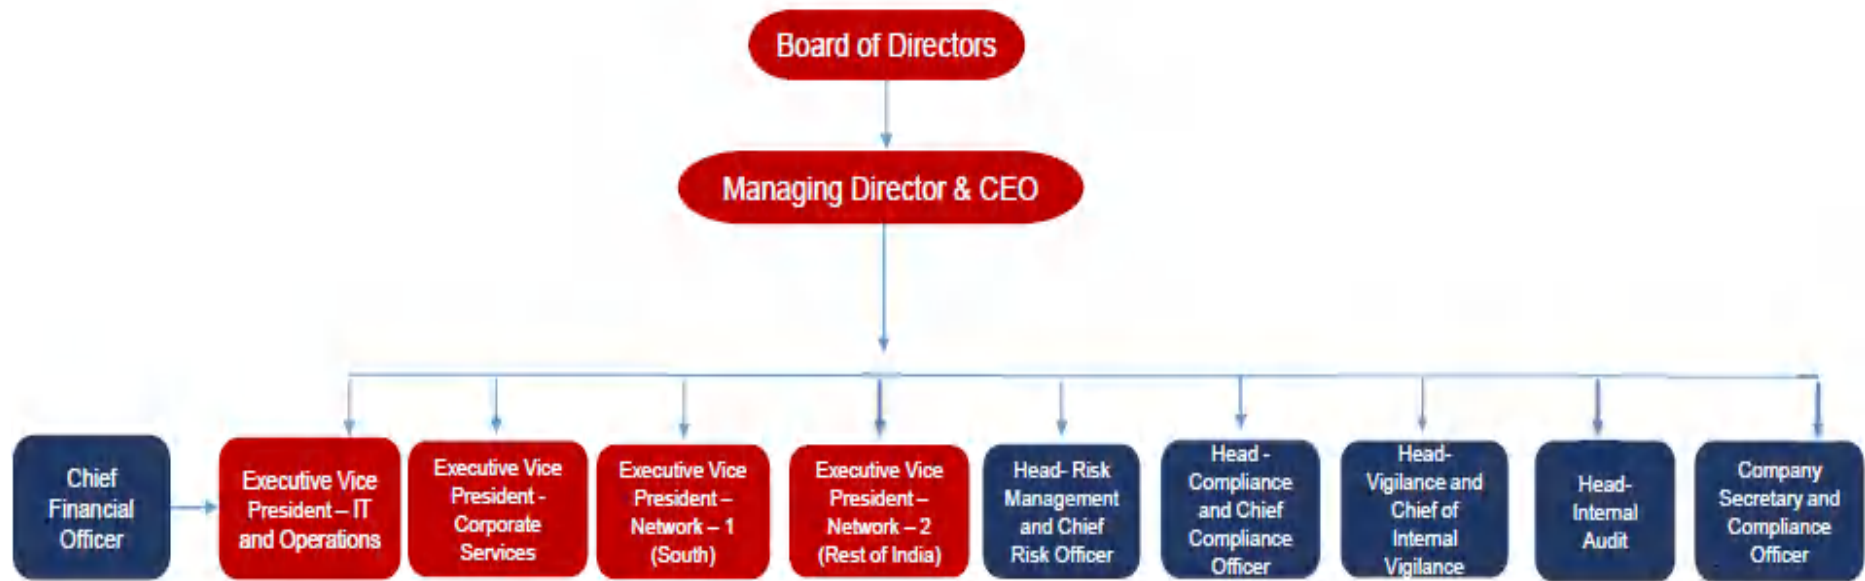 Board of Directors
Managing Director & CEO
Chief
Financial
Officer
Executive Vice
President – IT
and Operations
Executive Vice
President -
Corporate
Services
Executive Vice
President –
Network – 1
(South)
Executive Vice
President –
Network – 2
(Rest of India)
Head- Risk
Management
and Chief
Risk Officer
Head -
Compliance
and Chief
Compliance
Officer
Head-
Vigilance and
Chief of
Internal
Vigilance
Head-
Internal
Audit
Company
Secretary and
Compliance
Officer